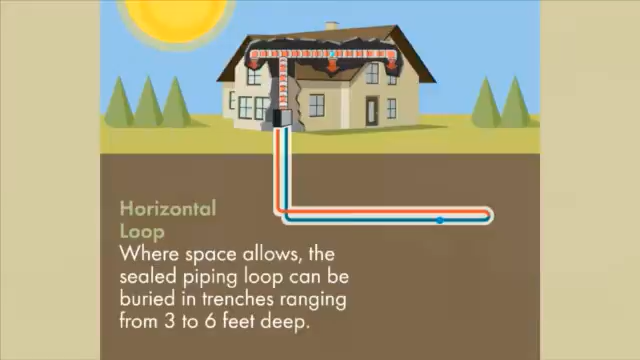 Horizontal
Loop
Where space allows, the
sealed piping loop can be
buried in trenches ranging
from 3 to 6 feet deep.